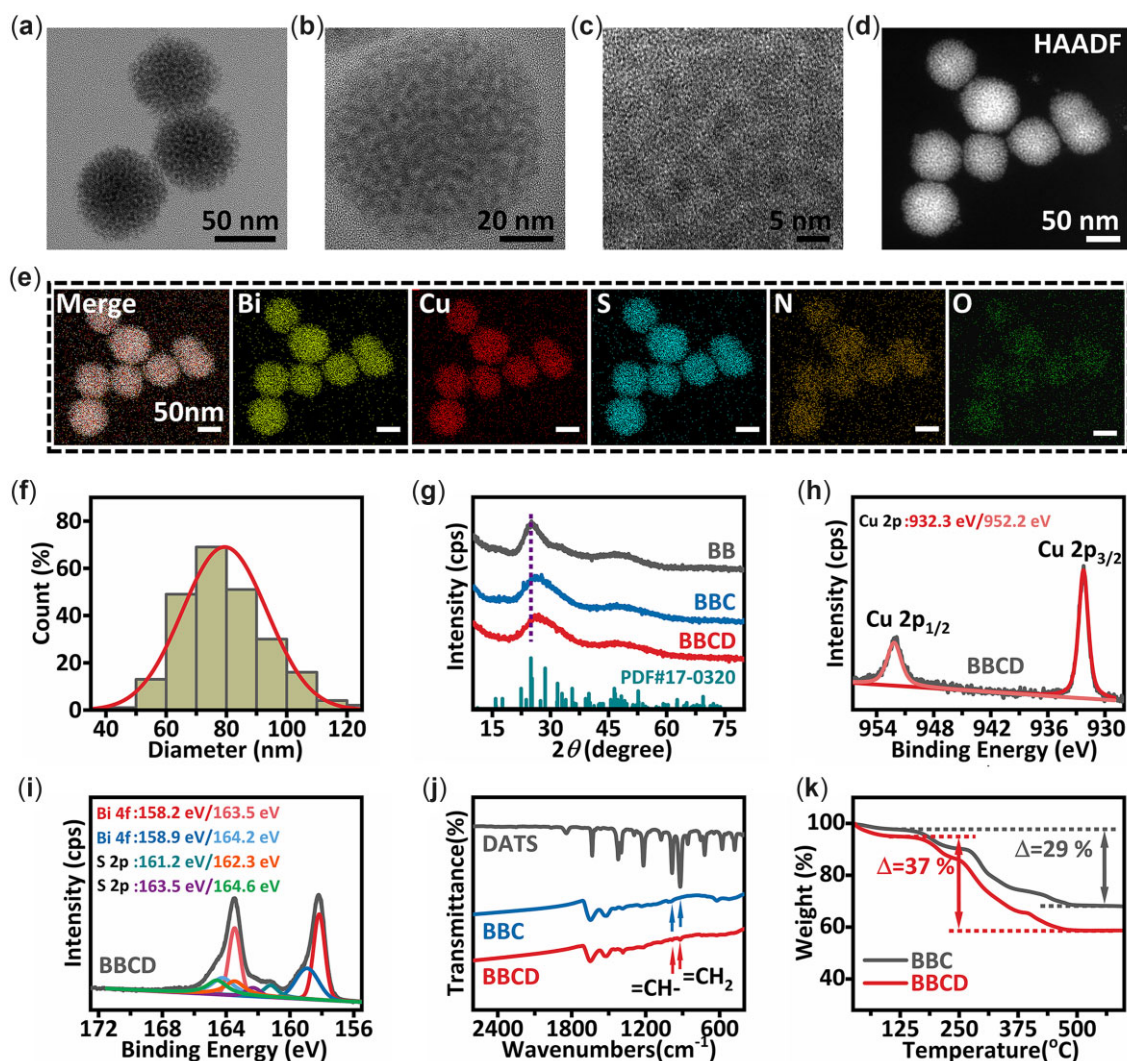 (a)
50 nm
(b)
20 nm
(c)
5 nm
(d)
HAADF
50 nm
(e)
Merge
50nm
Bi
Cu
S
N
O
(f)
80
60
40
20
0
Count (%)
40 60 80 100 120
Diameter (nm)
(g)
Intensity (cps)
BB
BBC
BBCD
PDF#17-0320
15 30 45 60 75
2θ (degree)
(h)
Intensity (cps)
Cu 2p:932.3 eV/952.2 eV
Cu 2p3/2
Cu 2p1/2
BBCD
954 948 942 936 930
Binding Energy (eV)
(i)
Intensity (cps)
Bi 4f:158.2 eV/163.5 eV
Bi 4f:158.9 eV/164.2 eV
S 2p:161.2 eV/162.3 eV
S 2p:163.5 eV/164.6 eV
BBCD
172 168 164 160 156
Binding Energy (eV)
(j)
Transmittance(%)
DATS
BBC
BBCD
=CH-
=CH2
2400 1800 1200 600
Wavenumbers(cm-1)
(k)
Weight (%)
100
80
60
40
Δ=37 %
Δ=29 %
BBC
BBCD
125 250 375 500
Temperature(oC)